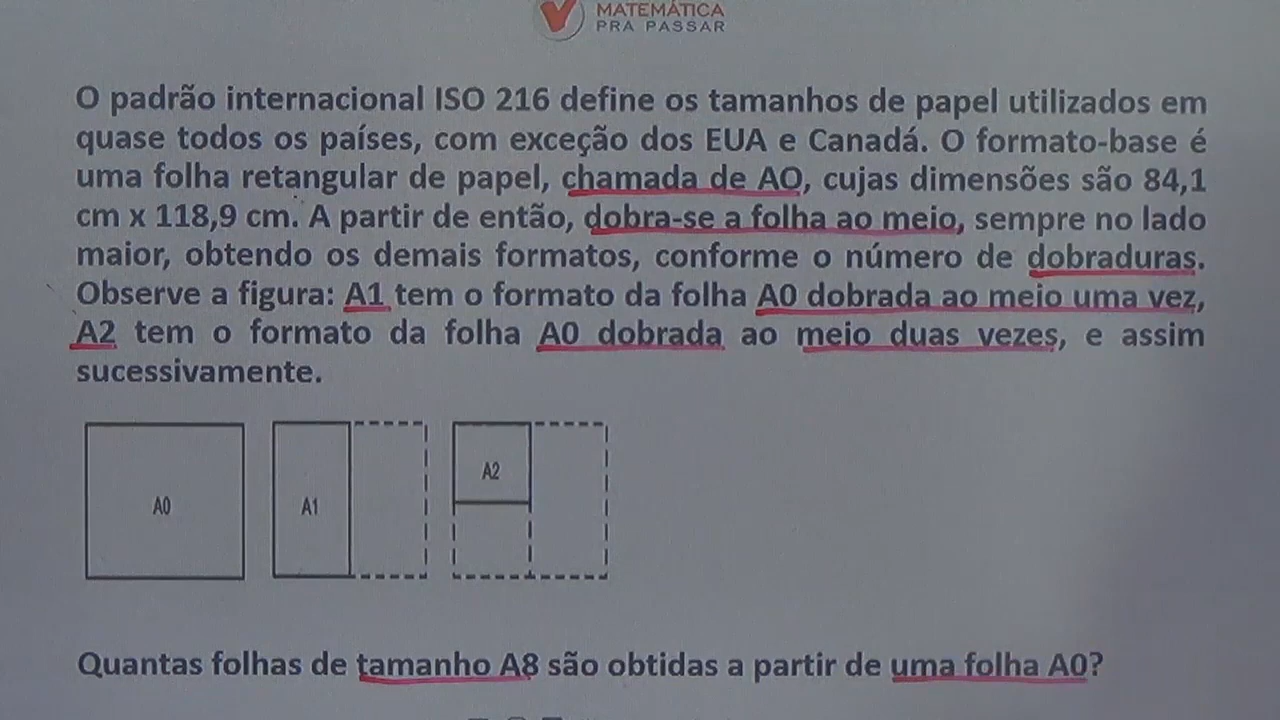 MATEMÁTICA
PRA PASSAR
O padrão internacional ISO 216 define os tamanhos de papel utilizados em
quase todos os países, com exceção dos EUA e Canadá. O formato-base é
uma folha retangular de papel, chamada de AO, cujas dimensões são 84,1
cm x 118,9 cm. A partir de então, dobra-se a folha ao meio, sempre no lado
maior, obtendo os demais formatos, conforme o número de dobraduras.
Observe a figura: A1 tem o formato da folha A0 dobrada ao meio uma vez,
A2 tem o formato da folha A0 dobrada ao meio duas vezes, e assim
sucessivamente.
A0
A1
A2
Quantas folhas de tamanho A8 são obtidas a partir de uma folha A0?